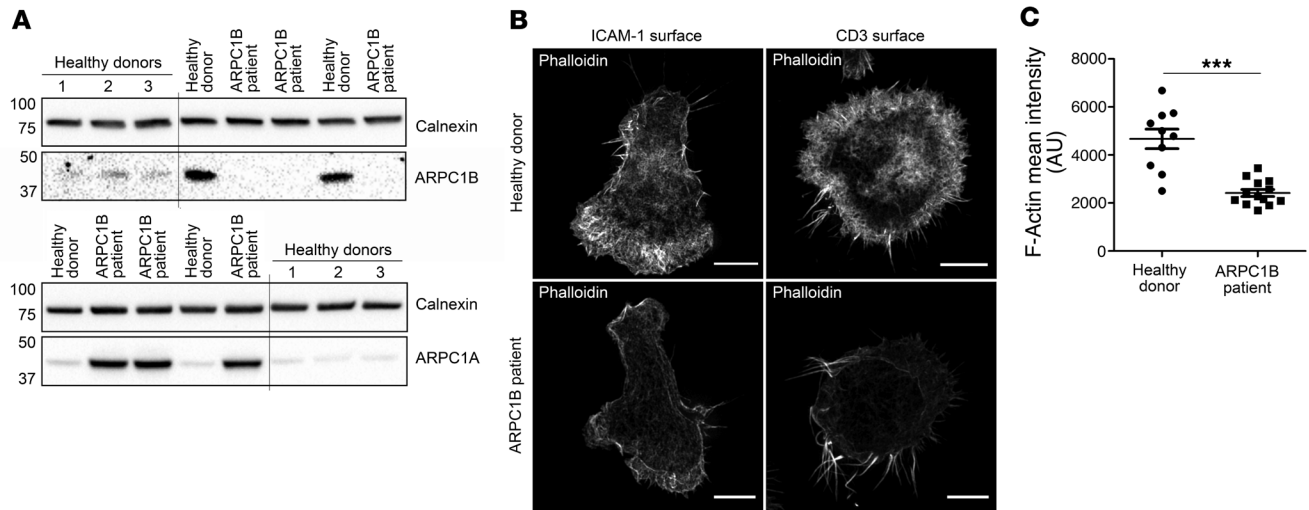 A
Healthy donors
1 2 3
Healthy donor
ARPC1B patient
ARPC1B patient
Healthy donor
ARPC1B patient
100
75
Calnexin
50
37
ARPC1B
Healthy donor
ARPC1B patient
ARPC1B patient
Healthy donor
ARPC1B patient
Healthy donors
1 2 3
100
75
Calnexin
50
37
ARPC1A
B
ICAM-1 surface
CD3 surface
Healthy donor
Phalloidin
Phalloidin
ARPC1B patient
Phalloidin
Phalloidin
C
F-Actin mean intensity
(AU)
8000
6000
4000
2000
0
***
Healthy
donor
ARPC1B
patient